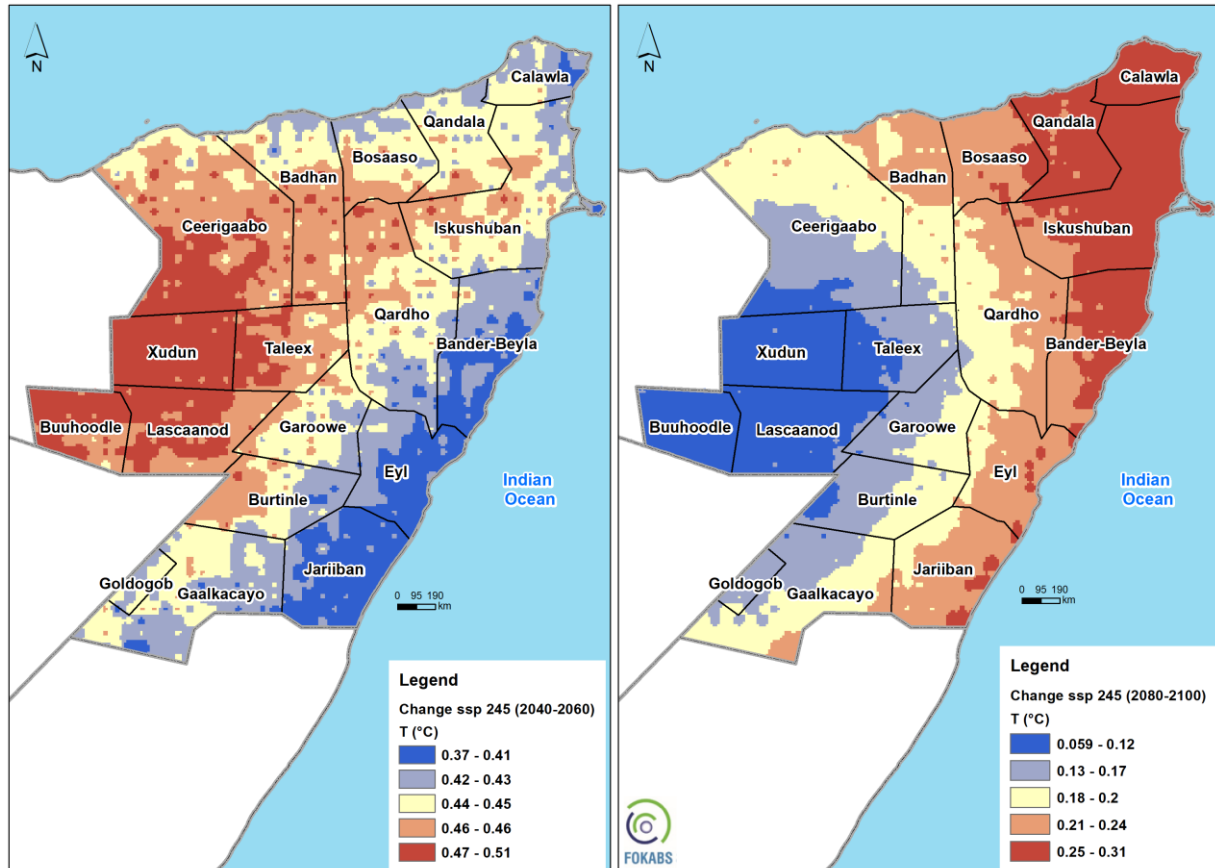 N
Calawla
Qandala
Bosaaso
Badhan
Ceerigaabo
Iskushuban
Qardho
Bander-Beyla
Xudun
Taleex
Buuhoodle
Lascaanod
Garoowe
Eyl
Indian
Ocean
Burtinle
Jariiban
Goldogob
Gaalkacayo
0 95 190
km
Legend
Change ssp 245 (2040-2060)
T (°C)
0.37 - 0.41
0.42 - 0.43
0.44 - 0.45
0.46 - 0.46
0.47 - 0.51
N
Calawla
Qandala
Bosaaso
Badhan
Ceerigaabo
Iskushuban
Qardho
Bander-Beyla
Xudun
Taleex
Buuhoodle
Lascaanod
Garoowe
Eyl
Indian
Ocean
Burtinle
Jariiban
Goldogob
Gaalkacayo
0 95 190
km
Legend
Change ssp 245 (2080-2100)
T (°C)
0.059 - 0.12
0.13 - 0.17
0.18 - 0.2
0.21 - 0.24
0.25 - 0.31
FOKABS